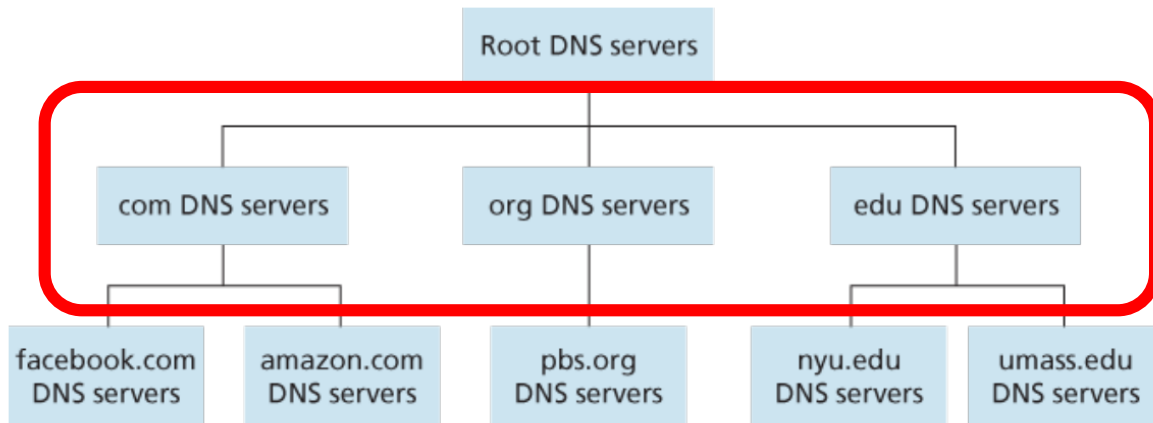 Root DNS servers
com DNS servers
org DNS servers
edu DNS servers
facebook.com
DNS servers
amazon.com
DNS servers
pbs.org
DNS servers
nyu.edu
DNS servers
umass.edu
DNS servers